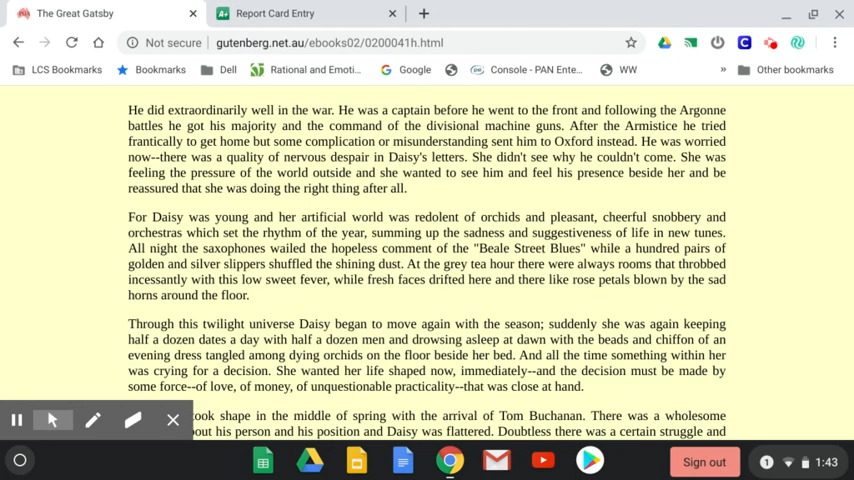 The Great Gatsby
Report Card Entry
Not secure
gutenberg.net.au/ebooks02/0200041h.html
LCS Bookmarks
Bookmarks
Dell
Rational and Emoti...
Google
Console - PAN Ente...
WW
»
Other bookmarks
He did extraordinarily well in the war. He was a captain before he went to the front and following the Argonne
battles he got his majority and the command of the divisional machine guns. After the Armistice he tried
frantically to get home but some complication or misunderstanding sent him to Oxford instead. He was worried
now--there was a quality of nervous despair in Daisy's letters. She didn't see why he couldn't come. She was
feeling the pressure of the world outside and she wanted to see him and feel his presence beside her and be
reassured that she was doing the right thing after all.
For Daisy was young and her artificial world was redolent of orchids and pleasant, cheerful snobbery and
orchestras which set the rhythm of the year, summing up the sadness and suggestiveness of life in new tunes.
All night the saxophones wailed the hopeless comment of the "Beale Street Blues" while a hundred pairs of
golden and silver slippers shuffled the shining dust. At the grey tea hour there were always rooms that throbbed
incessantly with this low sweet fever, while fresh faces drifted here and there like rose petals blown by the sad
horns around the floor.
Through this twilight universe Daisy began to move again with the season; suddenly she was again keeping
half a dozen dates a day with half a dozen men and drowsing asleep at dawn with the beads and chiffon of an
evening dress tangled among dying orchids on the floor beside her bed. And all the time something within her
was crying for a decision. She wanted her life shaped now, immediately--and the decision must be made by
some force--of love, of money, of unquestionable practicality--that was close at hand.
took shape in the middle of spring with the arrival of Tom Buchanan. There was a wholesome
his person and his position and Daisy was flattered. Doubtless there was a certain struggle and
Sign out
1
1:43